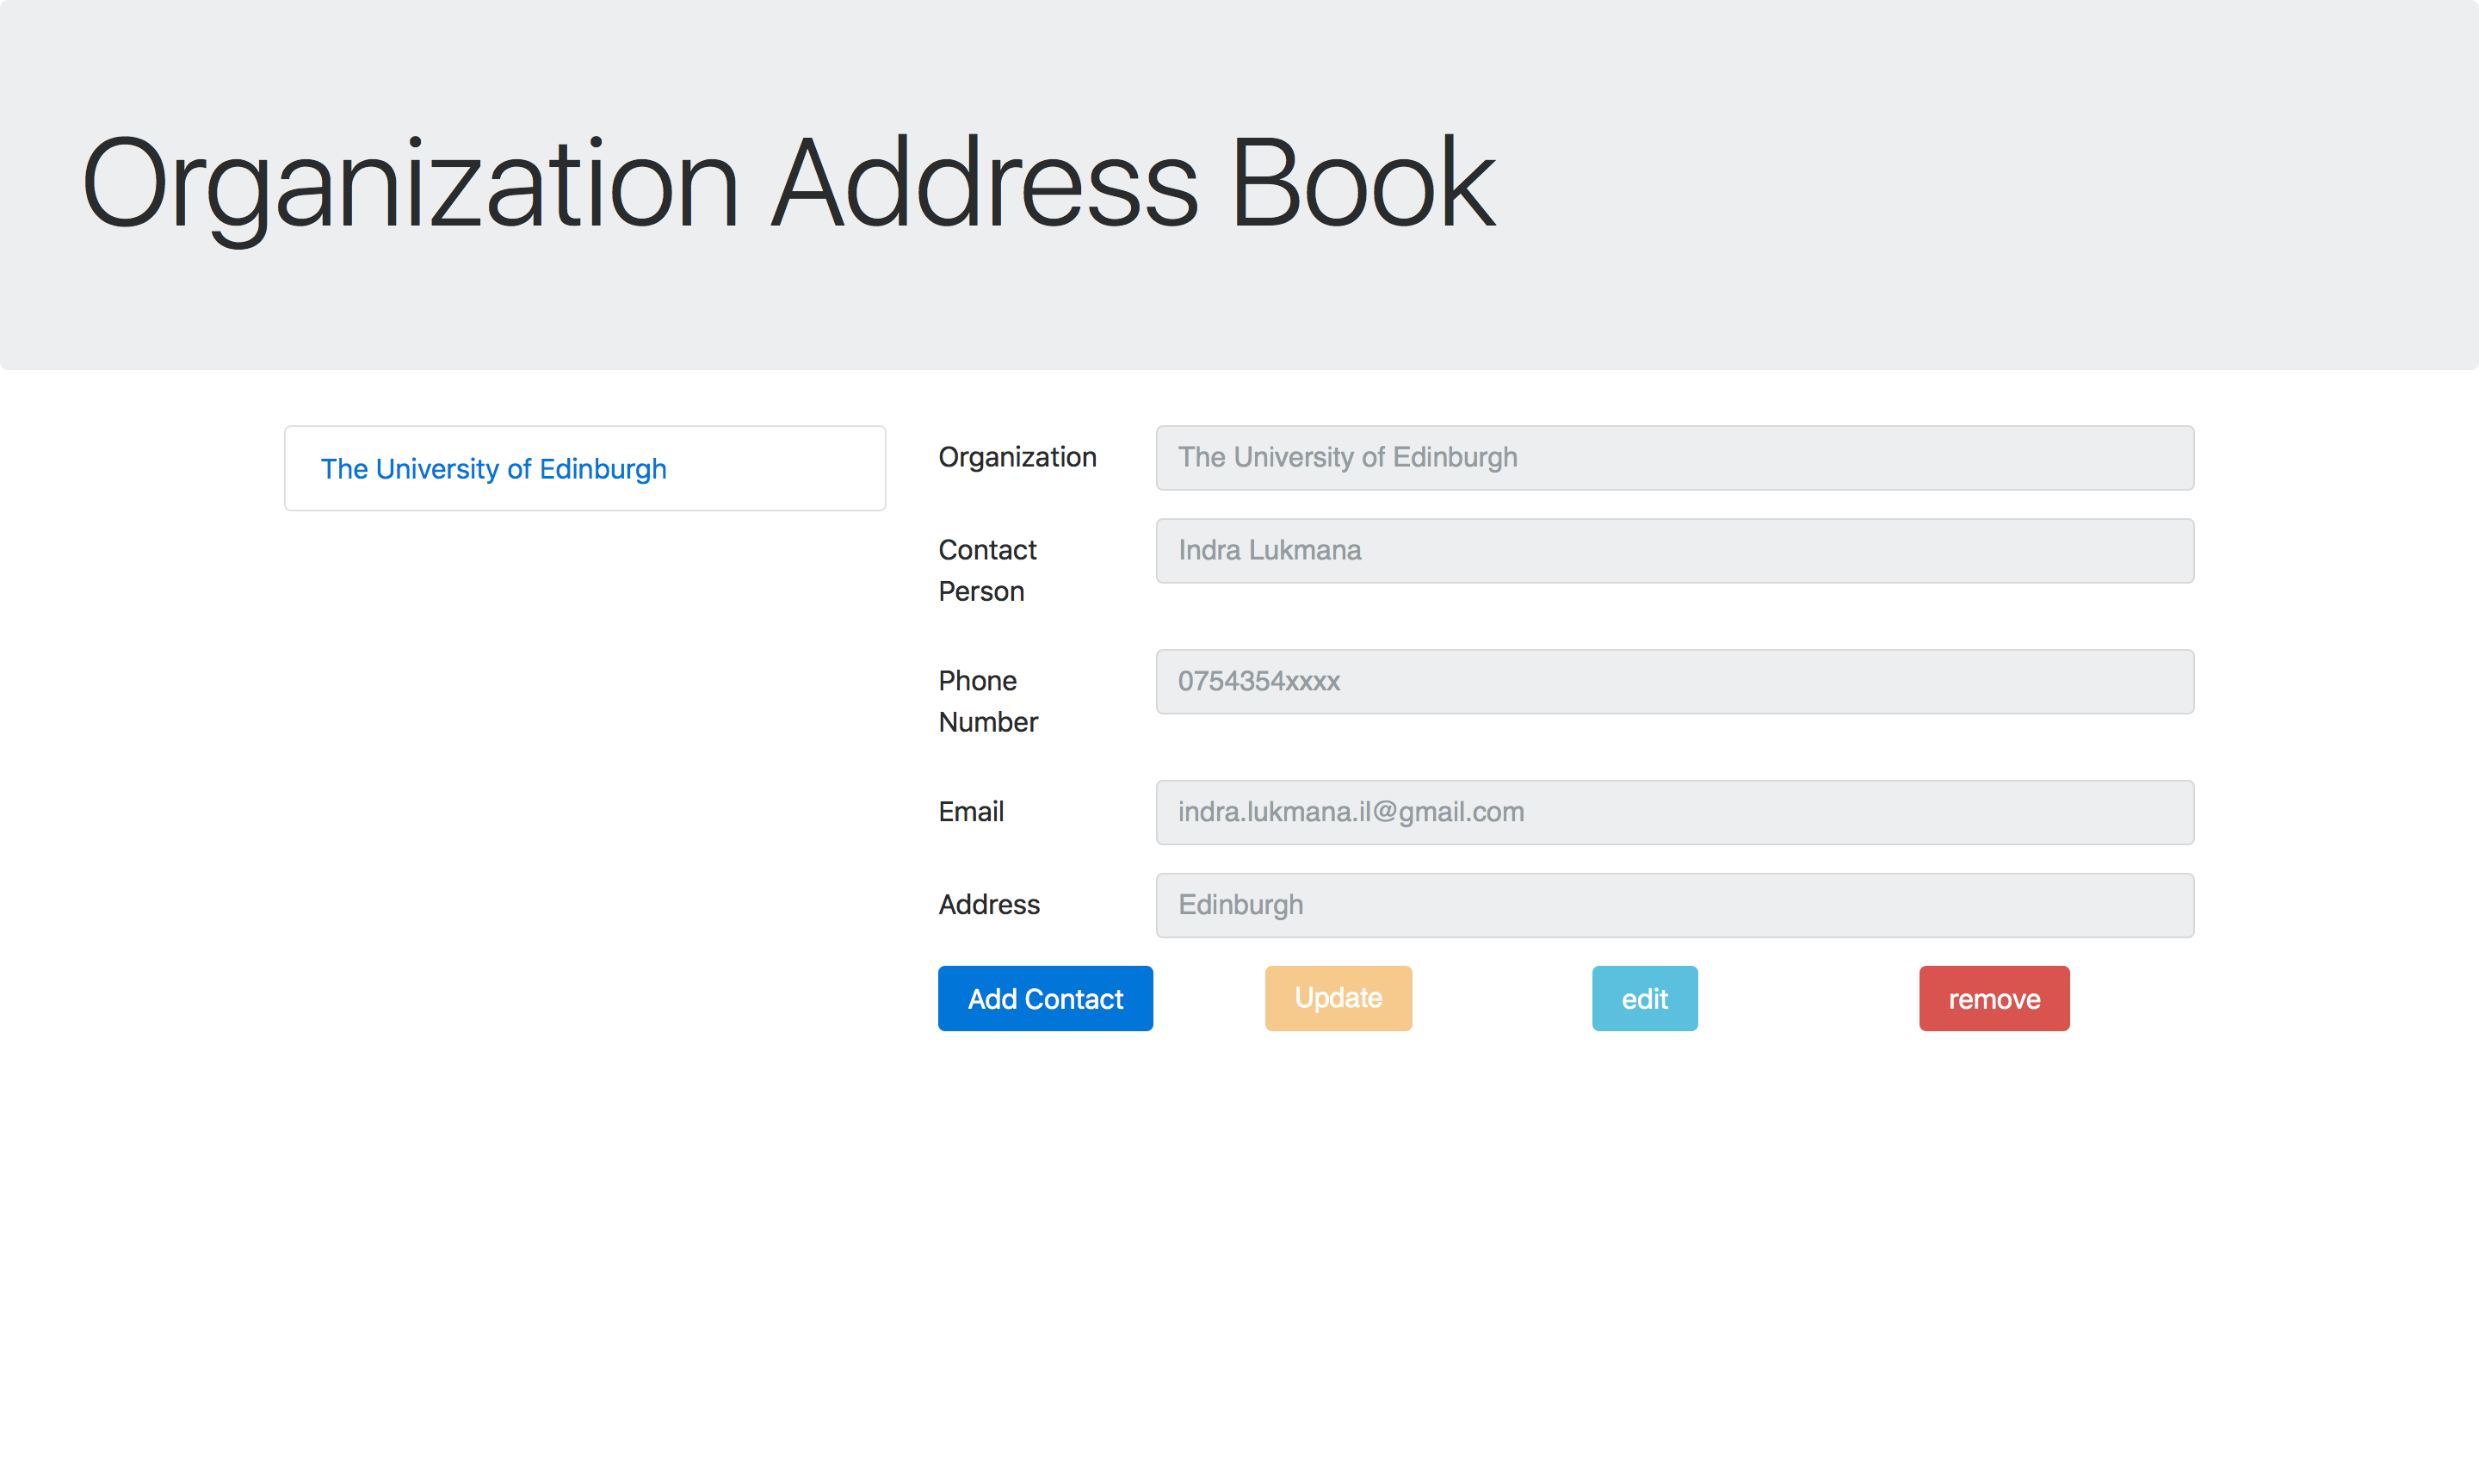 Organization Address Book
The University of Edinburgh
Organization
The University of Edinburgh
Contact
Person
Indra Lukmana
Phone
Number
0754354xxxx
Email
indra.lukmana.il@gmail.com
Address
Edinburgh
Add Contact
Update
edit
remove